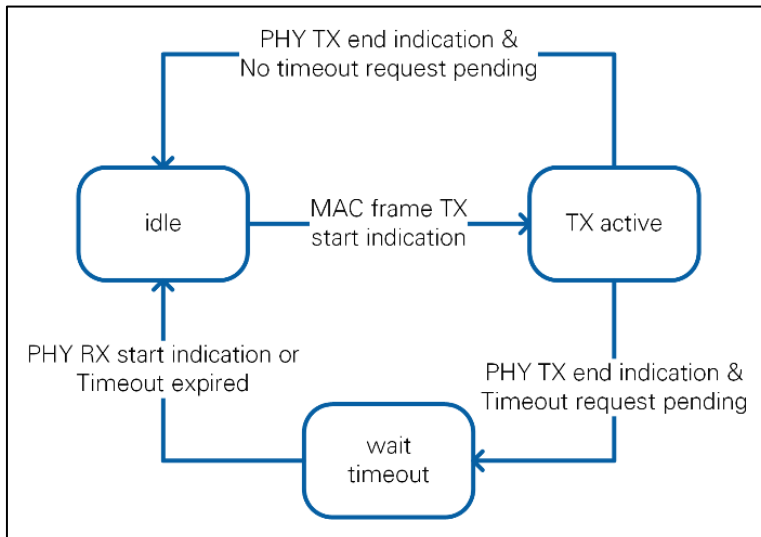 PHY TX end indication &
No timeout request pending
idle
MAC frame TX
start indication
TX active
PHY RX start indication or
Timeout expired
PHY TX end indication &
Timeout request pending
wait
timeout